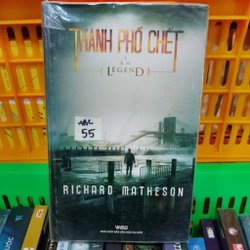 THÀNH PHỐ CHẾT
I AM
LEGEND
55
RICHARD MATHESON